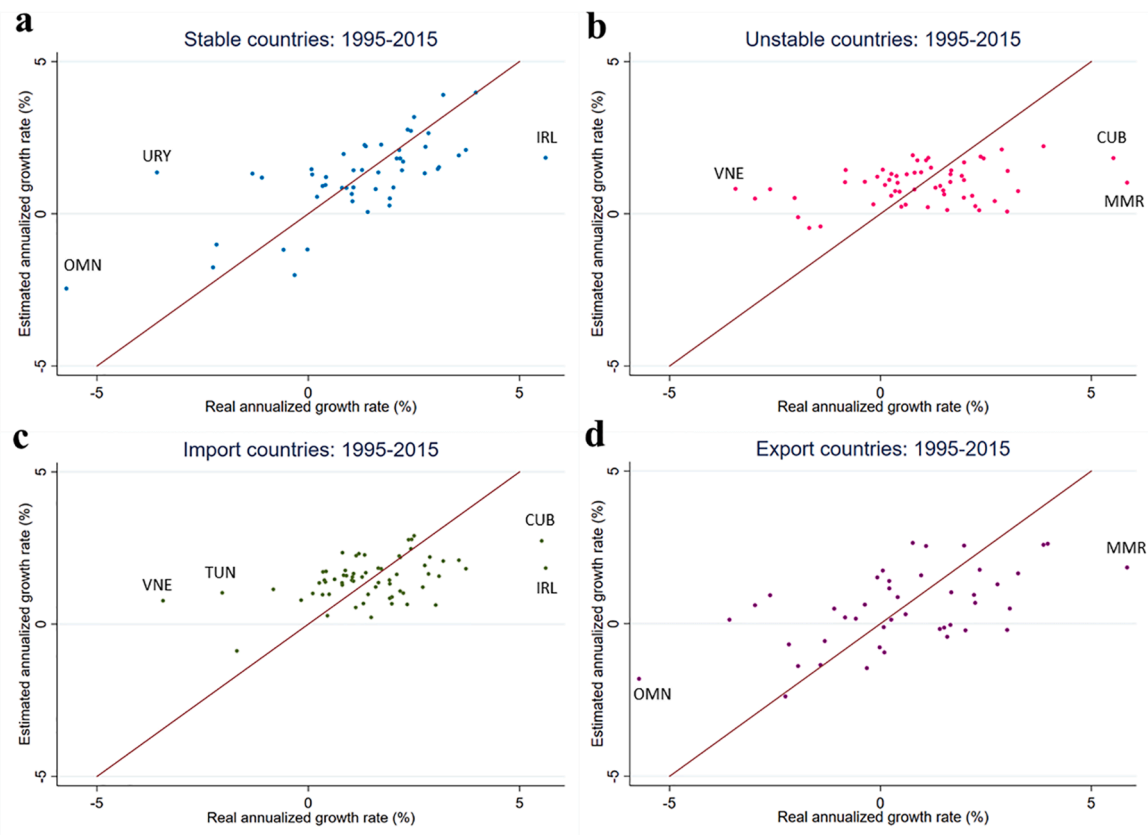 a
Stable countries: 1995-2015
Estimated annualized growth rate (%)
5
0
-5
URY
IRL
OMN
-5 0 5
Real annualized growth rate (%)
b
Unstable countries: 1995-2015
Estimated annualized growth rate (%)
5
0
-5
CUB
VNE
MMR
-5 0 5
Real annualized growth rate (%)
c
Import countries: 1995-2015
Estimated annualized growth rate (%)
5
0
-5
CUB
TUN
VNE
IRL
-5 0 5
Real annualized growth rate (%)
d
Export countries: 1995-2015
Estimated annualized growth rate (%)
5
0
-5
MMR
OMN
-5 0 5
Real annualized growth rate (%)